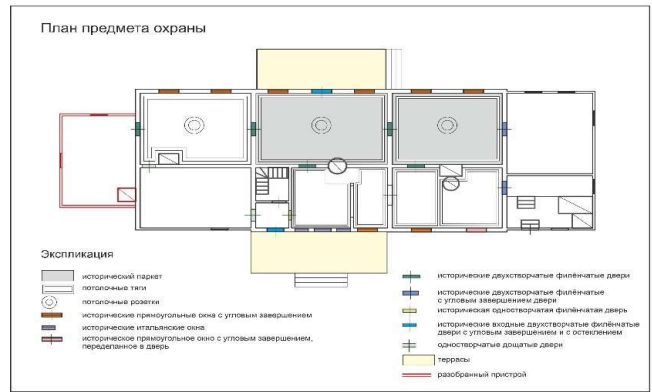 План предмета охраны
Экспликация
исторический паркет
потолочные тяги
потолочные розетки
исторические прямоугольные окна с угловым завершением
исторические итальянские окна
историческое прямоугольное окно с угловым завершением,
переделанное в дверь
исторические двухстворчатые филёнчатые двери
исторические двухстворчатые филёнчатые
с угловым завершением двери
историческая одностворчатая филёнчатая дверь
исторические входные двухстворчатые филёнчатые
двери с угловым завершением и с остеклением
одностворчатые дощатые двери
террасы
разобранный пристрой